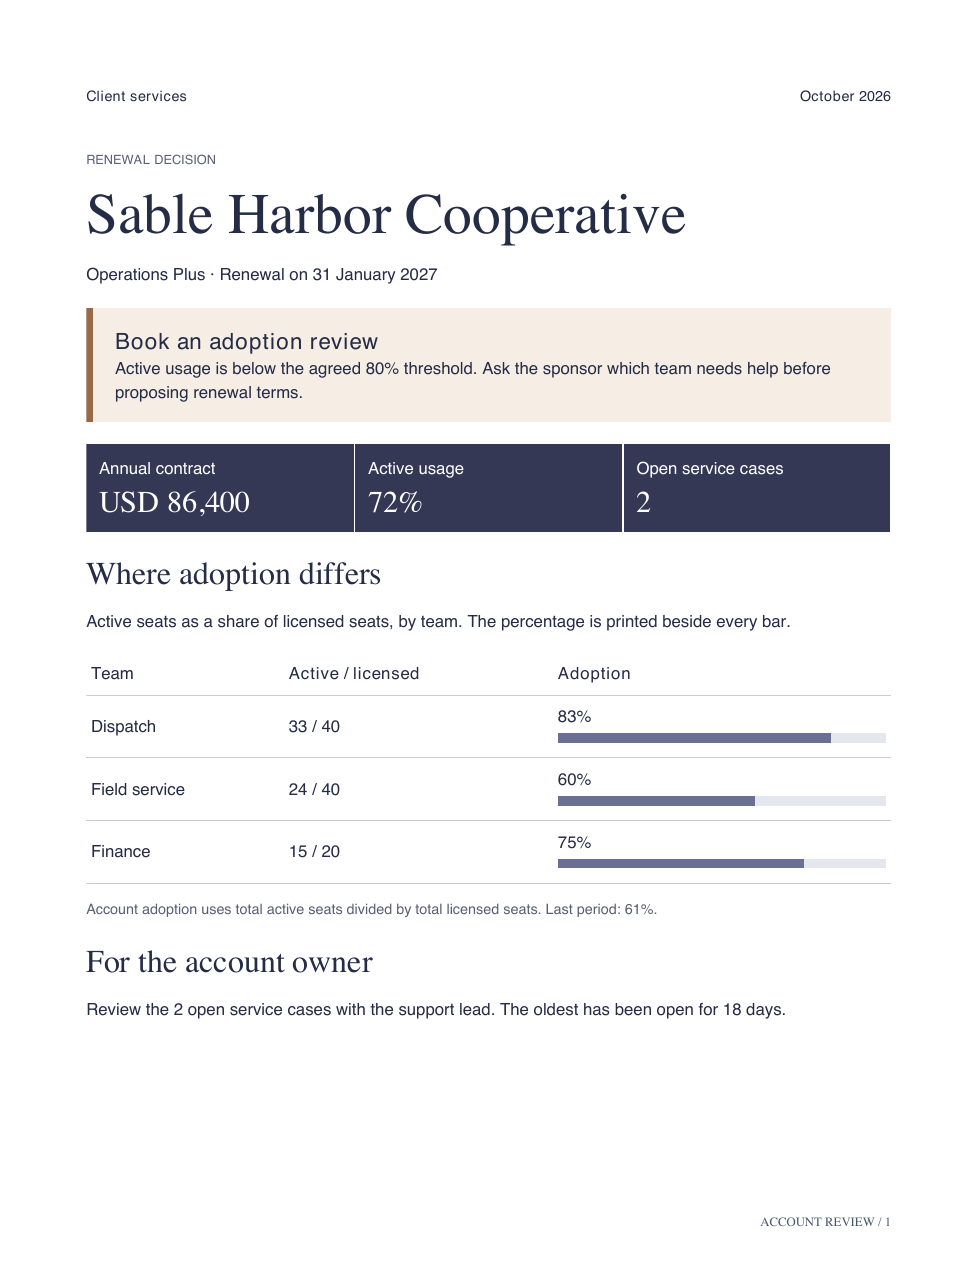 Client services
October 2026
RENEWAL DECISION
Sable Harbor Cooperative
Operations Plus · Renewal on 31 January 2027
Book an adoption review
Active usage is below the agreed 80% threshold. Ask the sponsor which team needs help before
proposing renewal terms.
Annual contract
USD 86,400
Active usage
72%
Open service cases
2
Where adoption differs
Active seats as a share of licensed seats, by team. The percentage is printed beside every bar.
Team
Active / licensed
Adoption
Dispatch
33 / 40
83%
Field service
24 / 40
60%
Finance
15 / 20
75%
Account adoption uses total active seats divided by total licensed seats. Last period: 61%.
For the account owner
Review the 2 open service cases with the support lead. The oldest has been open for 18 days.
ACCOUNT REVIEW / 1